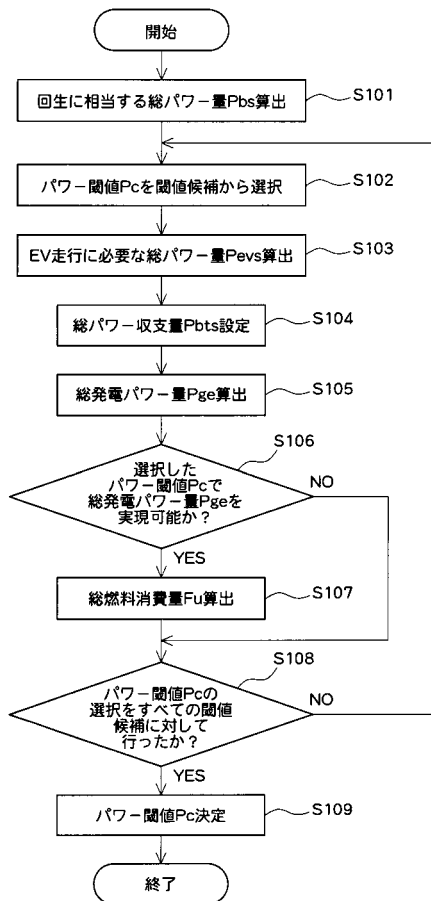 開始
回生に相当する総パワー量Pbs算出
S101
パワー閾値Pcを閾値候補から選択
S102
EV走行に必要な総パワー量Pevs算出
S103
総パワー収支量Pbts設定
S104
総発電パワー量Pge算出
S105
S106
選択した
パワー閾値Pcで
総発電パワー量Pgeを
実現可能か？
NO
YES
総燃料消費量Fu算出
S107
S108
パワー閾値Pcの
選択をすべての閾値
候補に対して
行ったか？
NO
YES
パワー閾値Pc決定
S109
終了